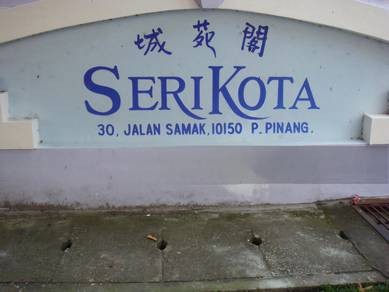 城苑閣
SERIKOTA
30, JALAN SAMAK, 10150 P. PINANG.